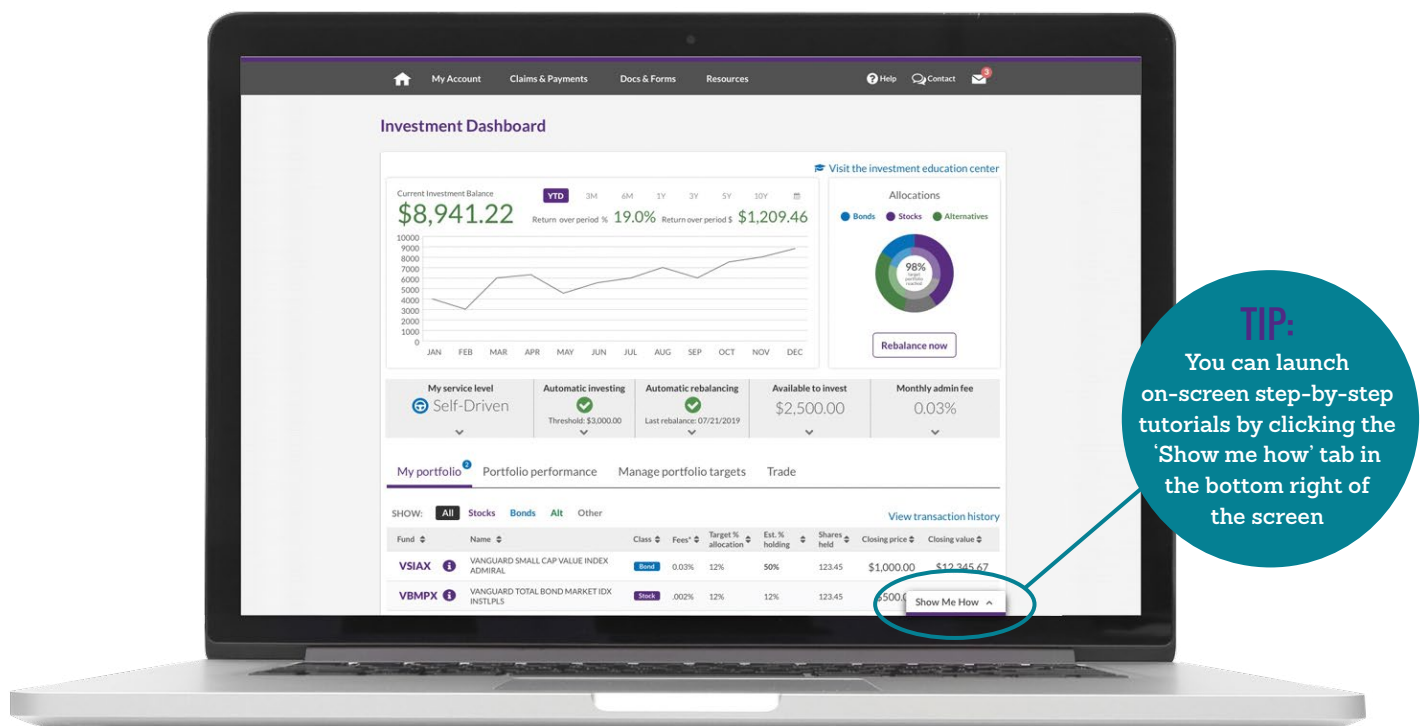 My Account Claims & Payments Docs & Forms Resources ? Help Contact 3
Investment Dashboard
Visit the investment education center
Current Investment Balance
$8,941.22
YTD 3M 6M 1Y 3Y 5Y 10Y
Return over period % 19.0% Return over period $ $1,209.46
10000
9000
8000
7000
6000
5000
4000
3000
2000
1000
0
JAN FEB MAR APR MAY JUN JUL AUG SEP OCT NOV DEC
Allocations
Bonds Stocks Alternatives
98%
target
portfolio
Rebalance now
My service level
Self-Driven
Automatic investing
Threshold: $3,000.00
Automatic rebalancing
Last rebalance: 07/21/2019
Available to invest
$2,500.00
Monthly admin fee
0.03%
My portfolio 2 Portfolio performance Manage portfolio targets Trade
SHOW: All Stocks Bonds Alt Other
View transaction history
Fund Name Class Fees* Target % allocation Est. % holding Shares held Closing price Closing value
VSIAX i VANGUARD SMALL CAP VALUE INDEX ADMIRAL Bond 0.03% 12% 50% 123.45 $1,000.00 $12,345.67
VBMPX i VANGUARD TOTAL BOND MARKET IDX INSTLPLS Stock .002% 12% 12% 123.45 $500.
Show Me How
TIP:
You can launch
on-screen step-by-step
tutorials by clicking the
‘Show me how’ tab in
the bottom right of
the screen